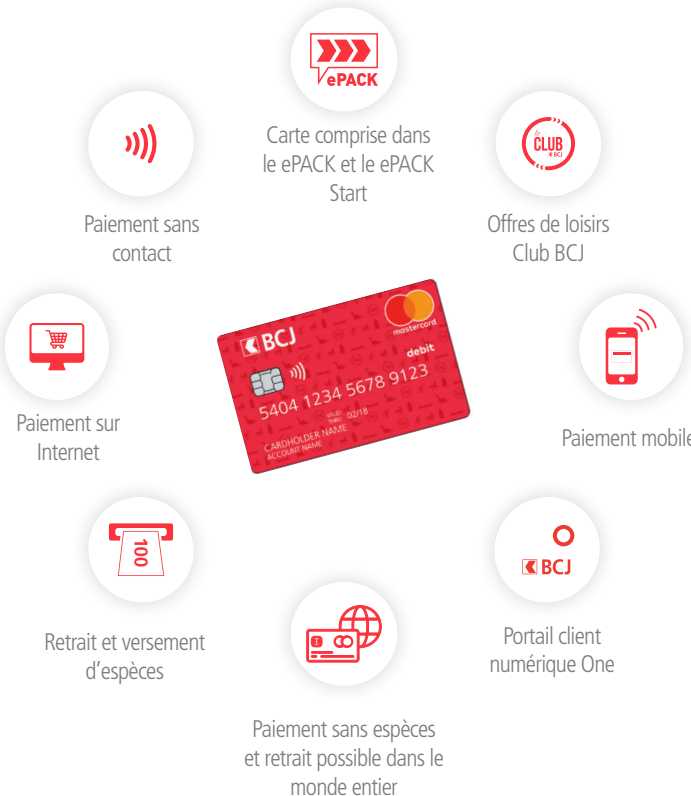 ePACK
Carte comprise dans
le ePACK et le ePACK
Start
Paiement sans
contact
le
CLUB
BCJ
Offres de loisirs
Club BCJ
Paiement sur
Internet
BCJ
mastercard
debit
5404 1234 5678 9123
VALID
THRU 02/18
CARDHOLDER NAME
ACCOUNT NAME
Paiement mobile
100
Retrait et versement
d’espèces
BCJ
Portail client
numérique One
Paiement sans espèces
et retrait possible dans le
monde entier